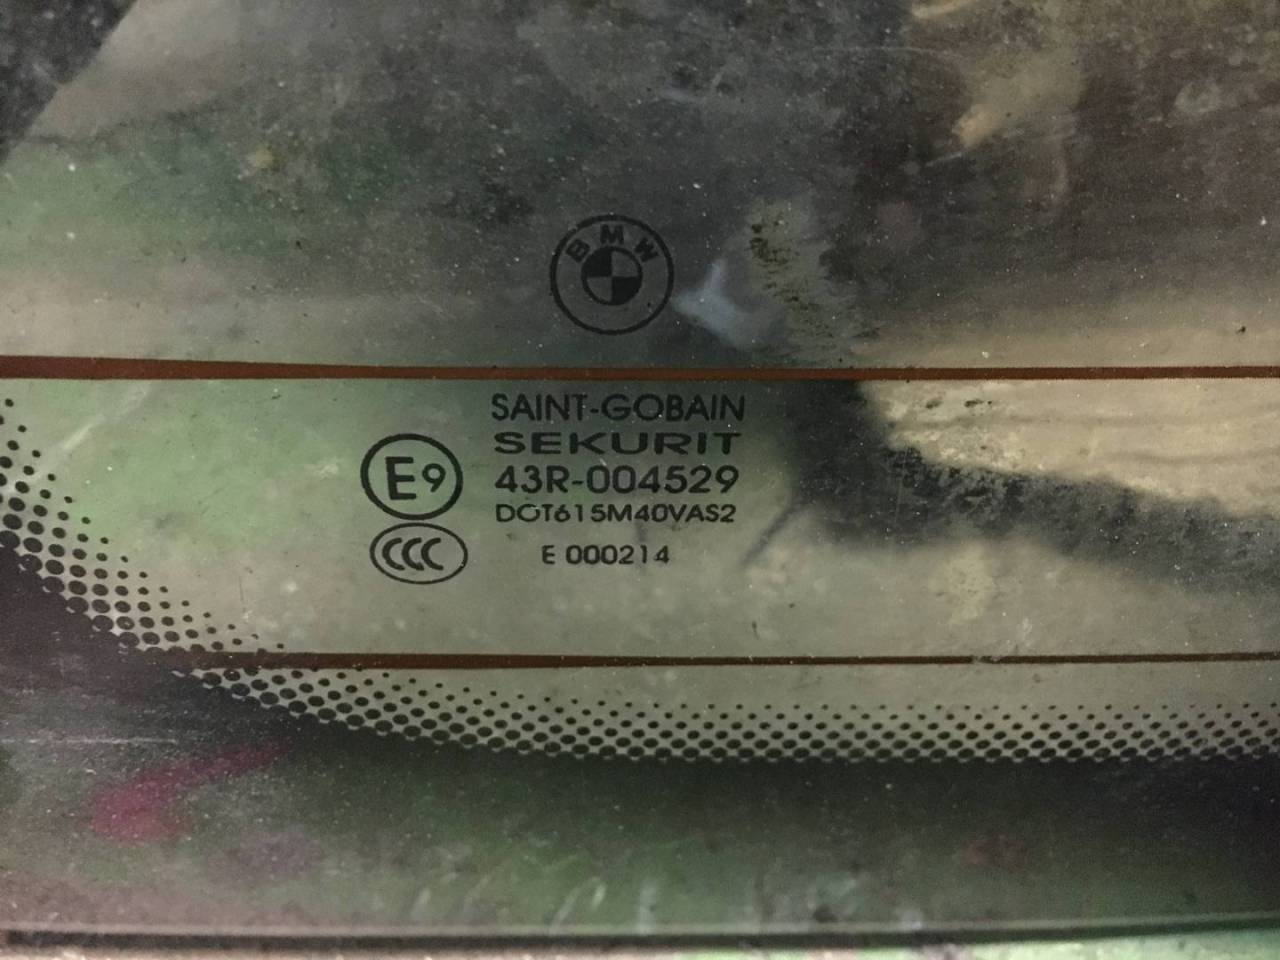 BMW
SAINT-GOBAIN
SEKURIT
E9
43R-004529
DOT615M40VAS2
CCC
E 000214